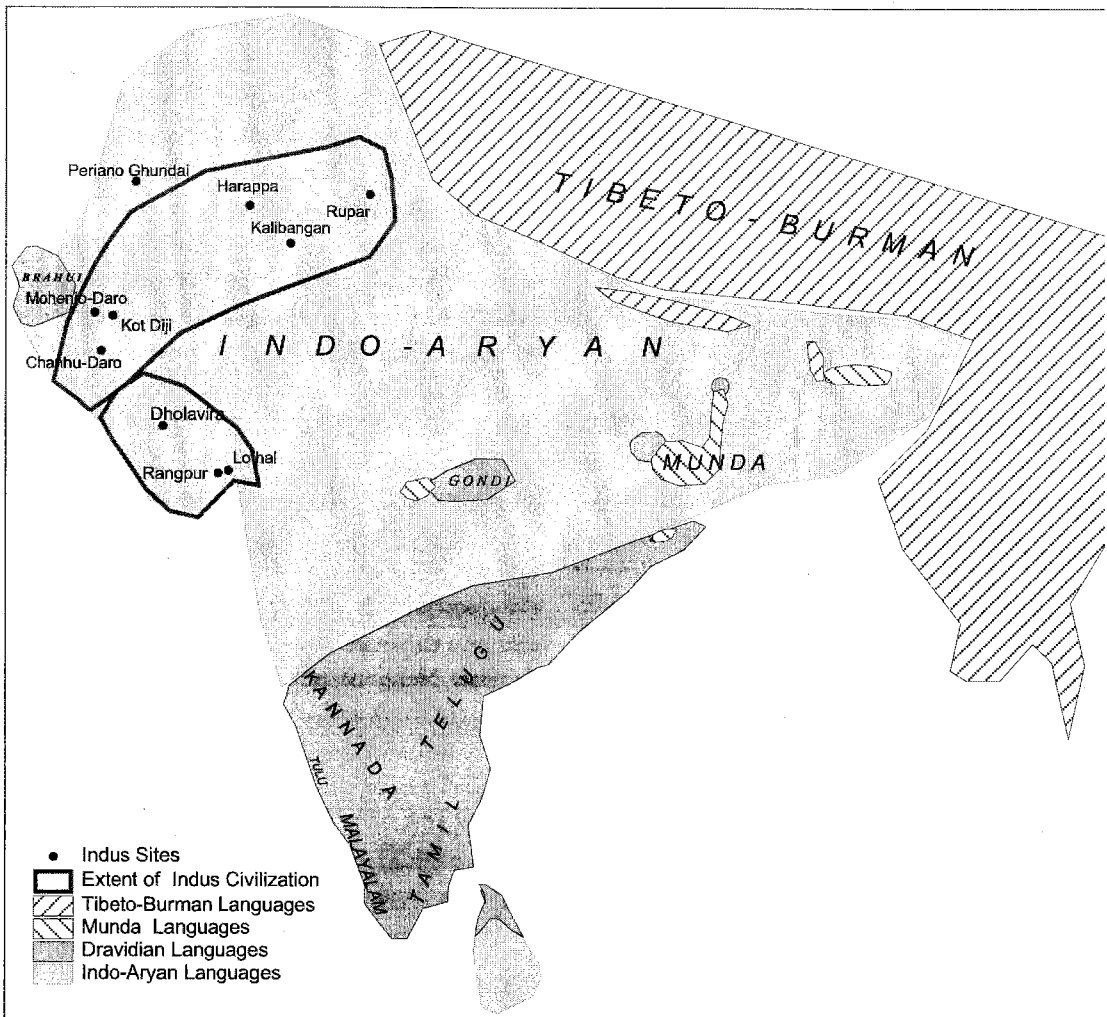 Periano Ghundai
Harappa
Rupar
Kalibangan
TIBETO-BURMAN
BRAHUI
Mohenjo-Daro
Kot Diji
INDO-ARYAN
Chanhu-Daro
Dholavira
Lothal
Rangpur
GONDI
MUNDA
KANNADA
TELUGU
TULU
MALAYALAM
TAMIL
Indus Sites
Extent of Indus Civilization
Tibeto-Burman Languages
Munda Languages
Dravidian Languages
Indo-Aryan Languages